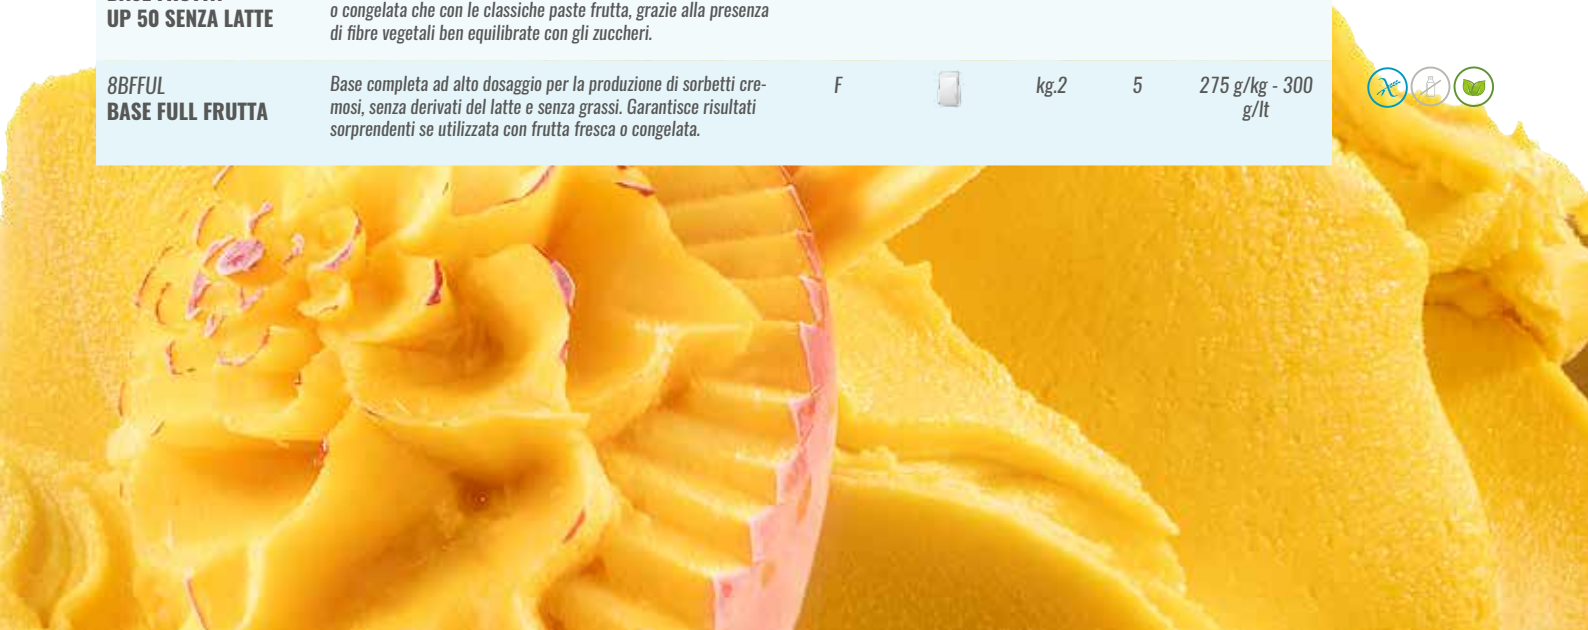 UP 50 SENZA LATTE
o congelata che con le classiche paste frutta, grazie alla presenza
di fibre vegetali ben equilibrate con gli zuccheri.
8BFFUL
BASE FULL FRUTTA
Base completa ad alto dosaggio per la produzione di sorbetti cre-
mosi, senza derivati del latte e senza grassi. Garantisce risultati
sorprendenti se utilizzata con frutta fresca o congelata.
F
kg.2
5
275 g/kg - 300
g/lt